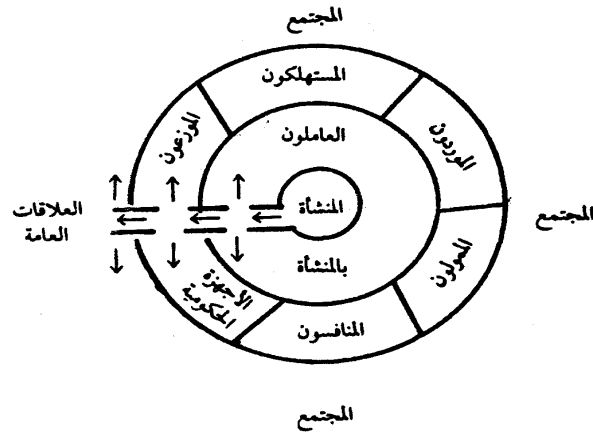 المجتمع
المستهلكون
الموزعون
الموردون
العاملون
المنشأة
بالمنشأة
العلاقات
العامة
المجتمع
الممولون
الأجهزة
الحكومية
المنافسون
المجتمع